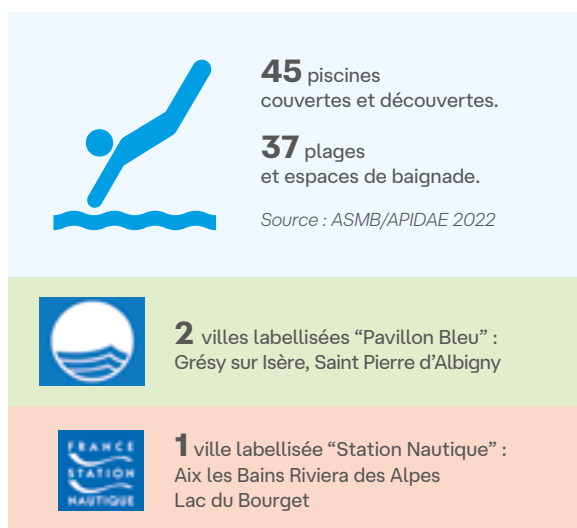 45 piscines
couvertes et découvertes.
37 plages
et espaces de baignade.
Source : ASMB/APIDAE 2022
2 villes labellisées “Pavillon Bleu” :
Grésy sur Isère, Saint Pierre d’Albigny
FRANCE
STATION
NAUTIQUE
1 ville labellisée “Station Nautique” :
Aix les Bains Riviera des Alpes
Lac du Bourget